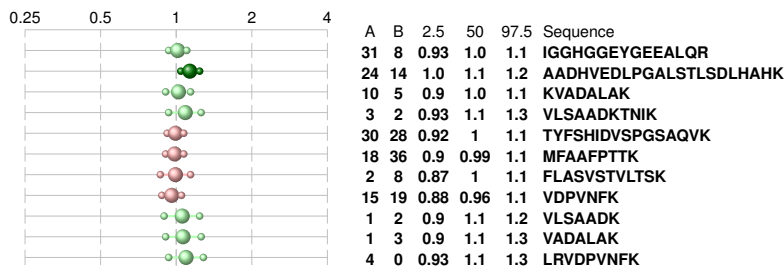 0.25 0.5 1 2 4
A B 2.5 50 97.5 Sequence
31 8 0.93 1.0 1.1 IGGHGGEYGEEALQR
24 14 1.0 1.1 1.2 AADHVEDLPGALSTLSDLHAHK
10 5 0.9 1.0 1.1 KVADALAK
3 2 0.93 1.1 1.3 VLSAADKTNIK
30 28 0.92 1 1.1 TYFSHIDVSPGSAQVK
18 36 0.9 0.99 1.1 MFAAFPTTK
2 8 0.87 1 1.1 FLASVSTVLTSK
15 19 0.88 0.96 1.1 VDPVNFK
1 2 0.9 1.1 1.2 VLSAADK
1 3 0.9 1.1 1.3 VADALAK
4 0 0.93 1.1 1.3 LRVDPVNFK